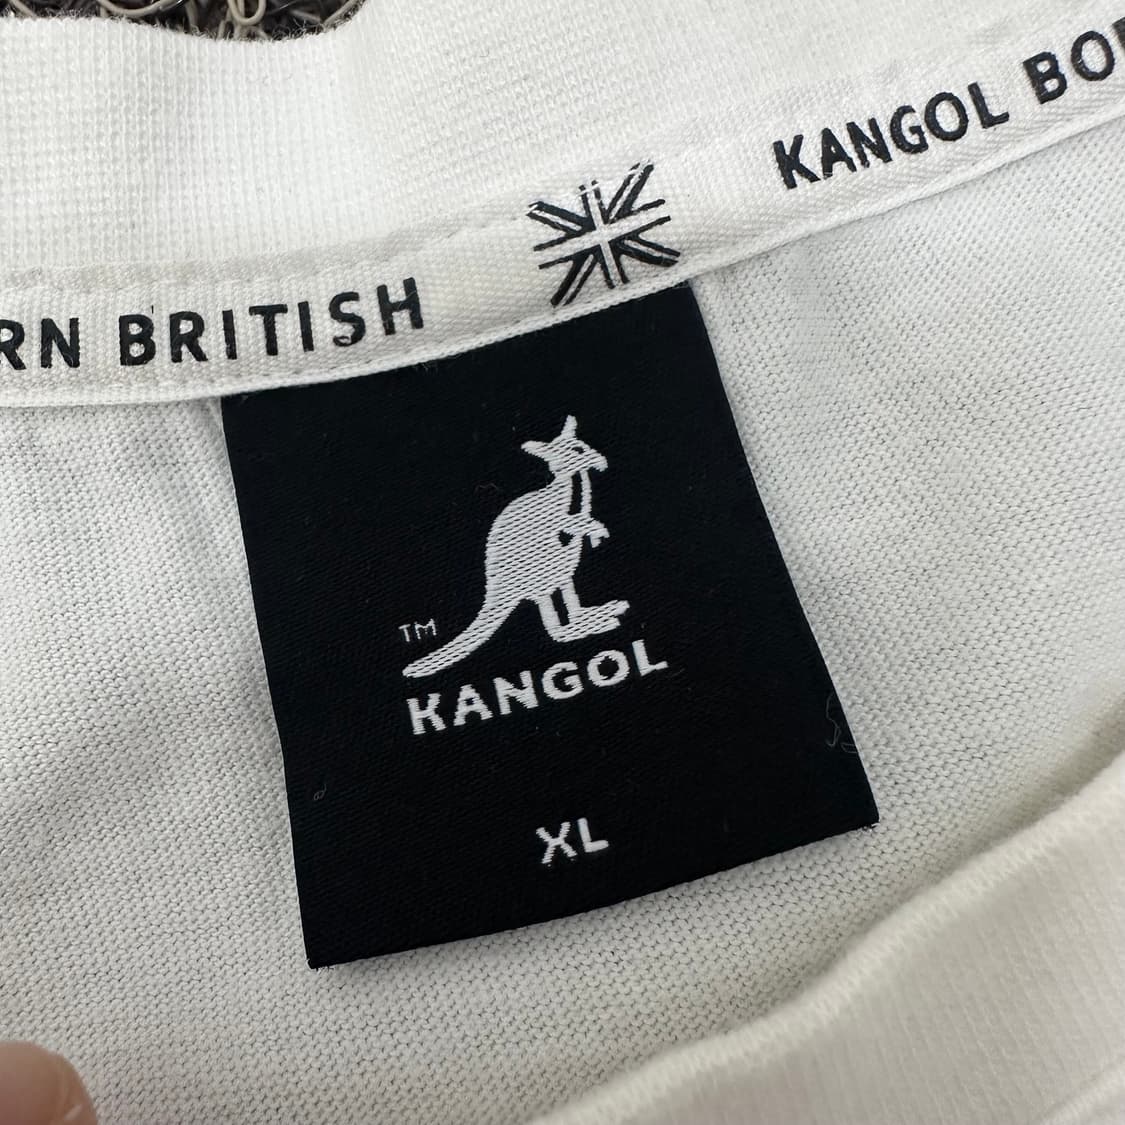 KANGOL BO
RN BRITISH
TM
KANGOL
XL